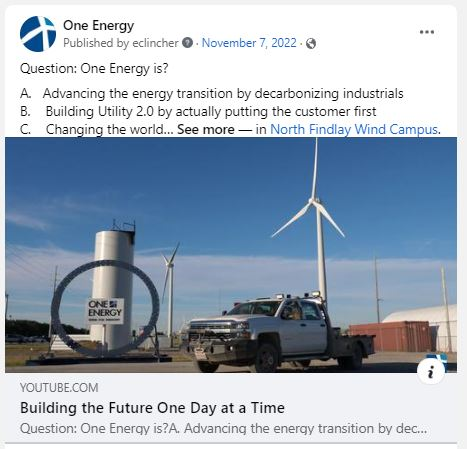 One Energy
Published by eclincher · November 7, 2022 ·
Question: One Energy is?
A. Advancing the energy transition by decarbonizing industrials
B. Building Utility 2.0 by actually putting the customer first
C. Changing the world... See more — in North Findlay Wind Campus.
ONE
ENERGY
YOUTUBE.COM
Building the Future One Day at a Time
Question: One Energy is?A. Advancing the energy transition by dec...